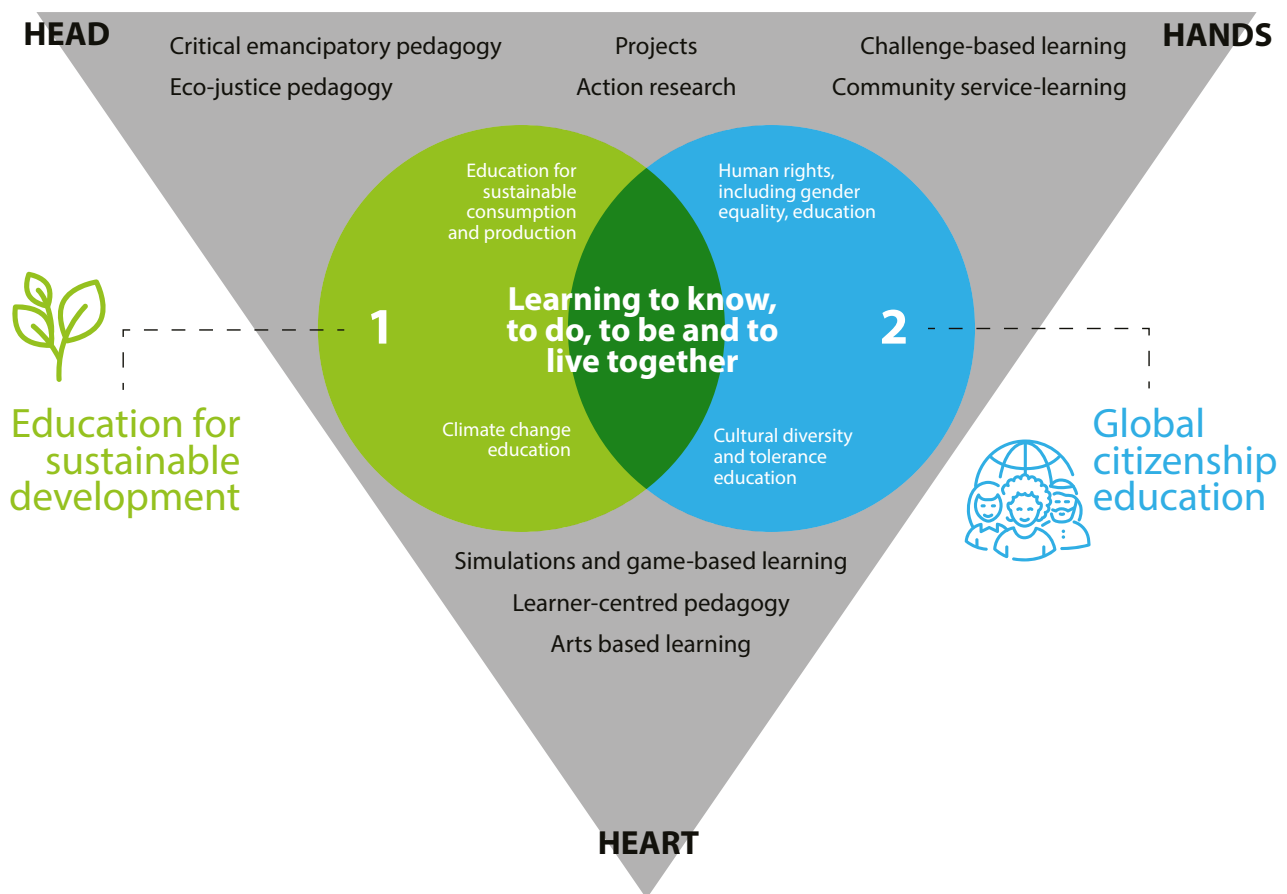 HEAD
HANDS
Critical emancipatory pedagogy
Eco-justice pedagogy
Projects
Action research
Challenge-based learning
Community service-learning
Education for
sustainable
consumption
and production
Human rights,
including gender
equality, education
1
Learning to know,
to do, to be and to
live together
2
Education for
sustainable
development
Climate change
education
Cultural diversity
and tolerance
education
Global
citizenship
education
Simulations and game-based learning
Learner-centred pedagogy
Arts based learning
HEART